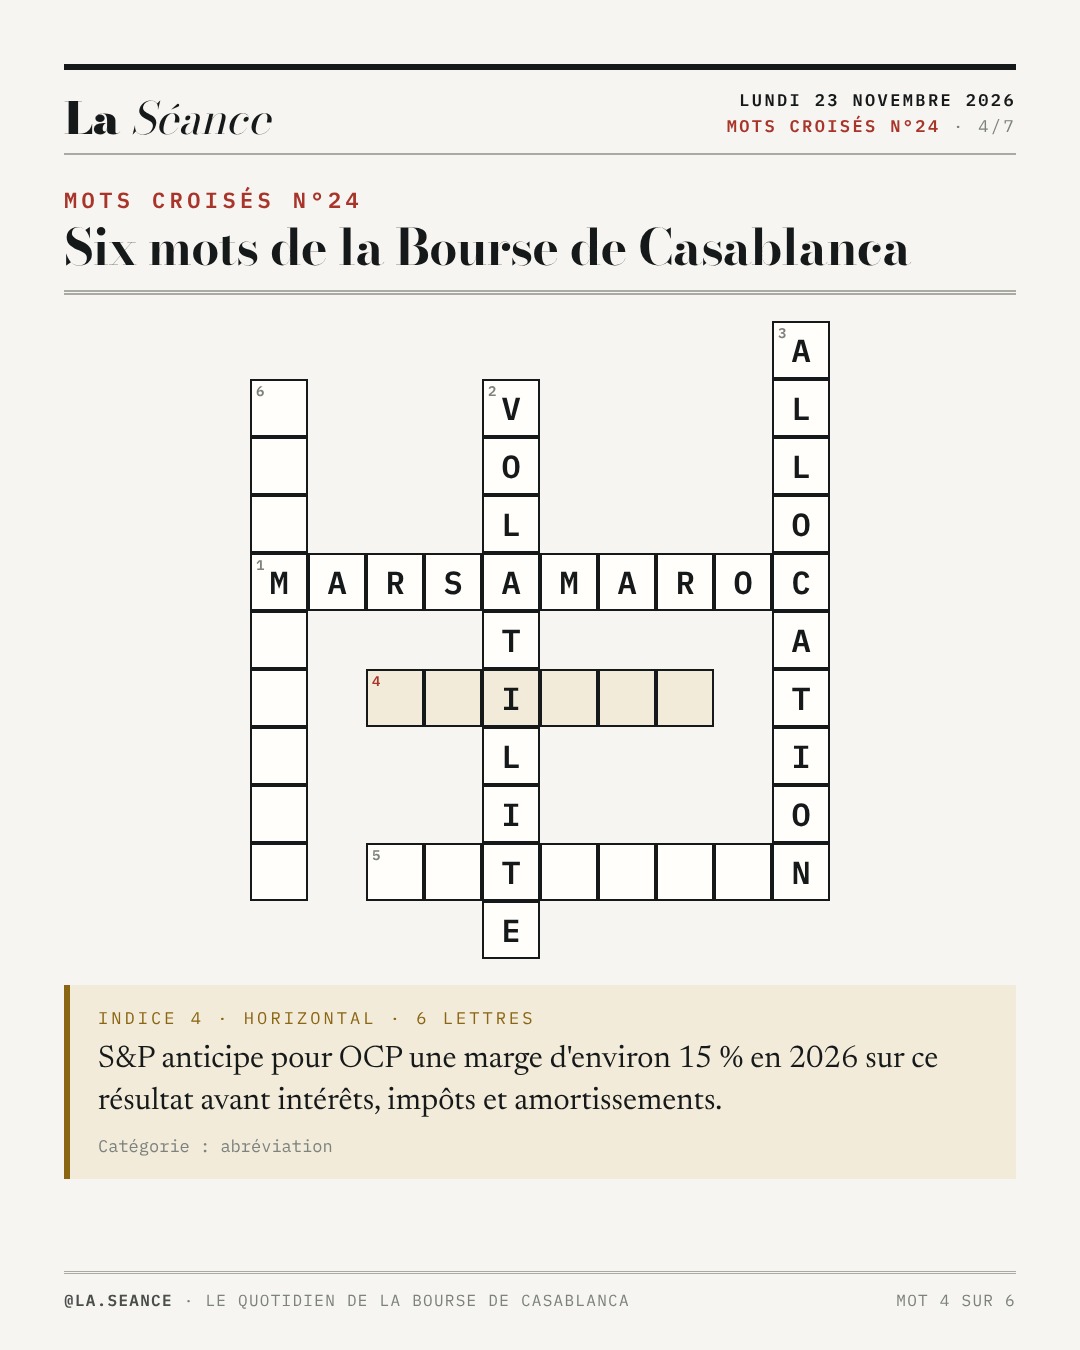 La Séance
LUNDI 23 NOVEMBRE 2026
MOTS CROISÉS N°24 · 4/7
MOTS CROISÉS N°24
Six mots de la Bourse de Casablanca
3 A
6 2 V L
O L
L O
1 M A R S A M A R O C
T A
4 I T
L I
I O
5 T N
E
INDICE 4 · HORIZONTAL · 6 LETTRES
S&P anticipe pour OCP une marge d'environ 15 % en 2026 sur ce
résultat avant intérêts, impôts et amortissements.
Catégorie : abréviation
@LA.SEANCE · LE QUOTIDIEN DE LA BOURSE DE CASABLANCA
MOT 4 SUR 6